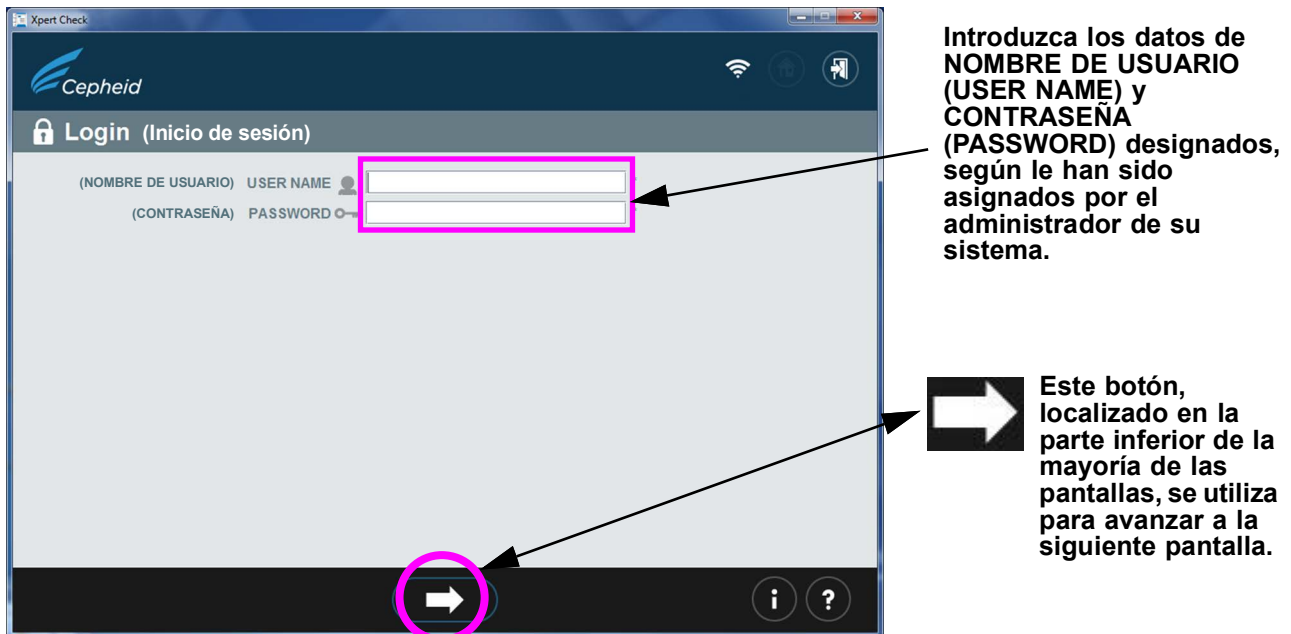 Xpert Check
Cepheid
Login (Inicio de sesión)
(NOMBRE DE USUARIO) USER NAME
(CONTRASEÑA) PASSWORD
i ?
Introduzca los datos de
NOMBRE DE USUARIO
(USER NAME) y
CONTRASEÑA
(PASSWORD) designados,
según le han sido
asignados por el
administrador de su
sistema.
Este botón,
localizado en la
parte inferior de la
mayoría de las
pantallas, se utiliza
para avanzar a la
siguiente pantalla.